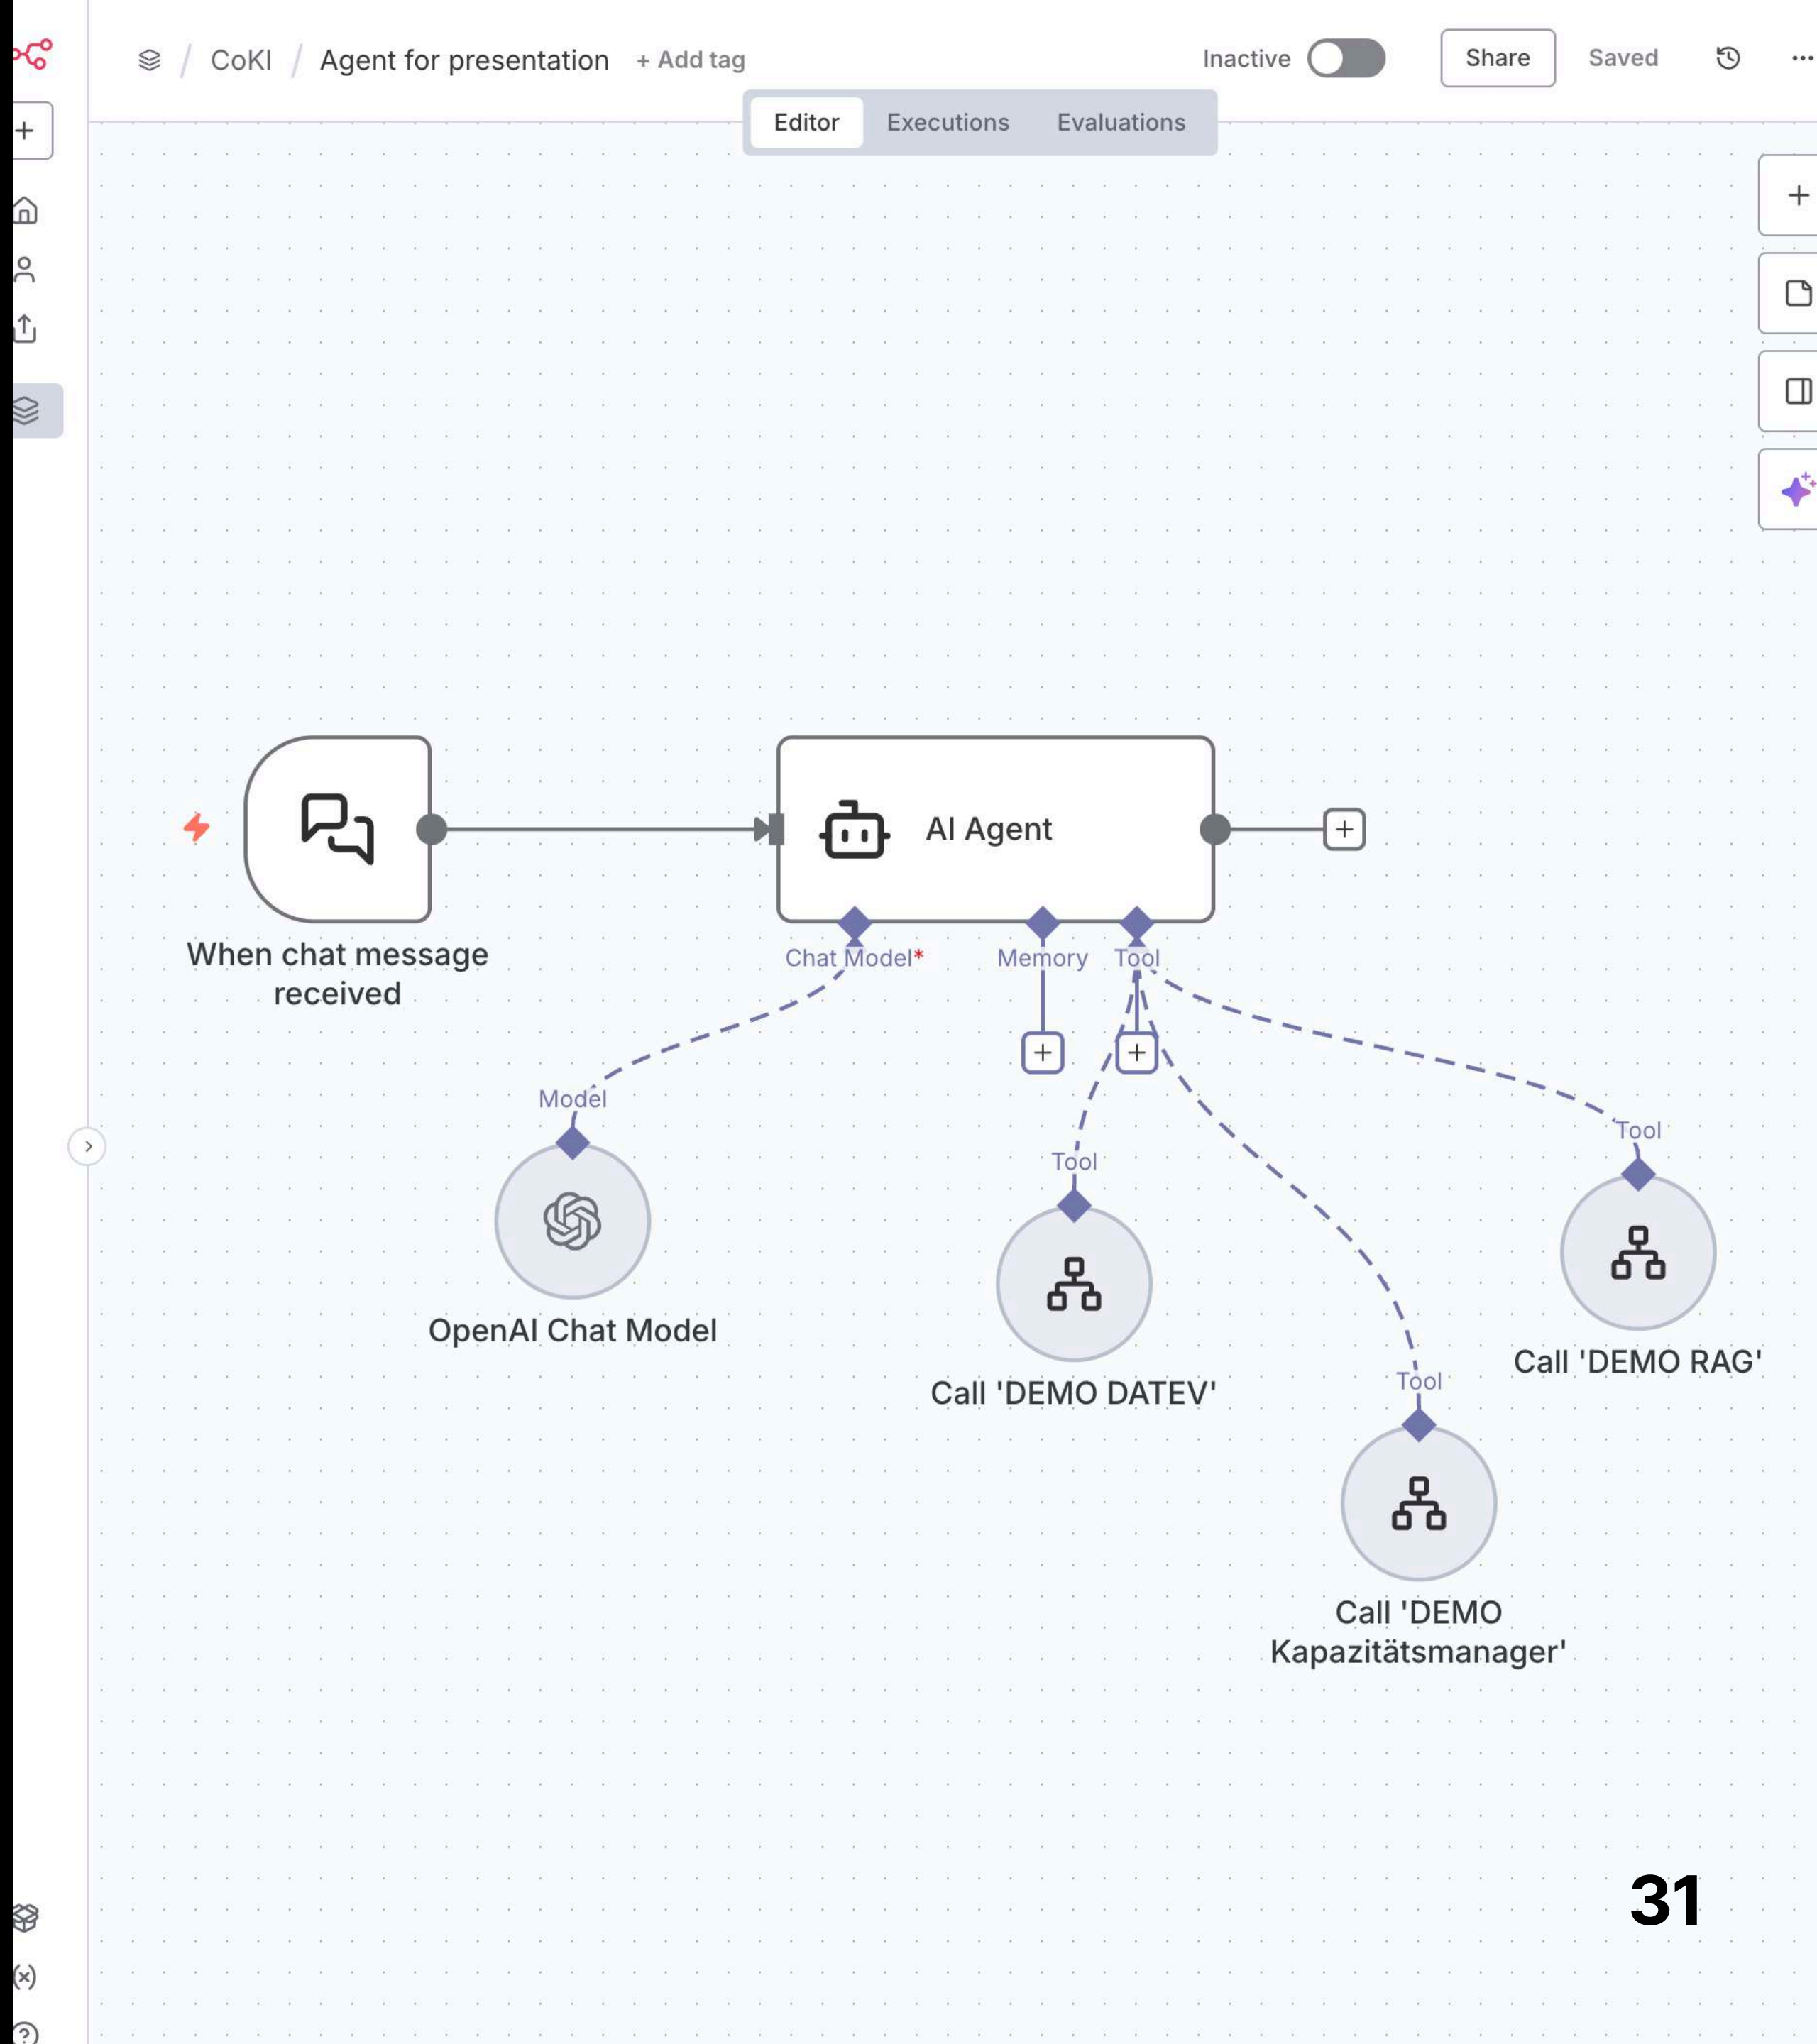 CoKI / Agent for presentation + Add tag
Inactive
Share
Saved
Editor
Executions
Evaluations
AI Agent
When chat message
received
Chat Model*
Memory
Tool
Model
OpenAI Chat Model
Tool
Call 'DEMO DATEV'
Tool
Call 'DEMO
Kapazitätsmanager'
Tool
Call 'DEMO RAG'
31